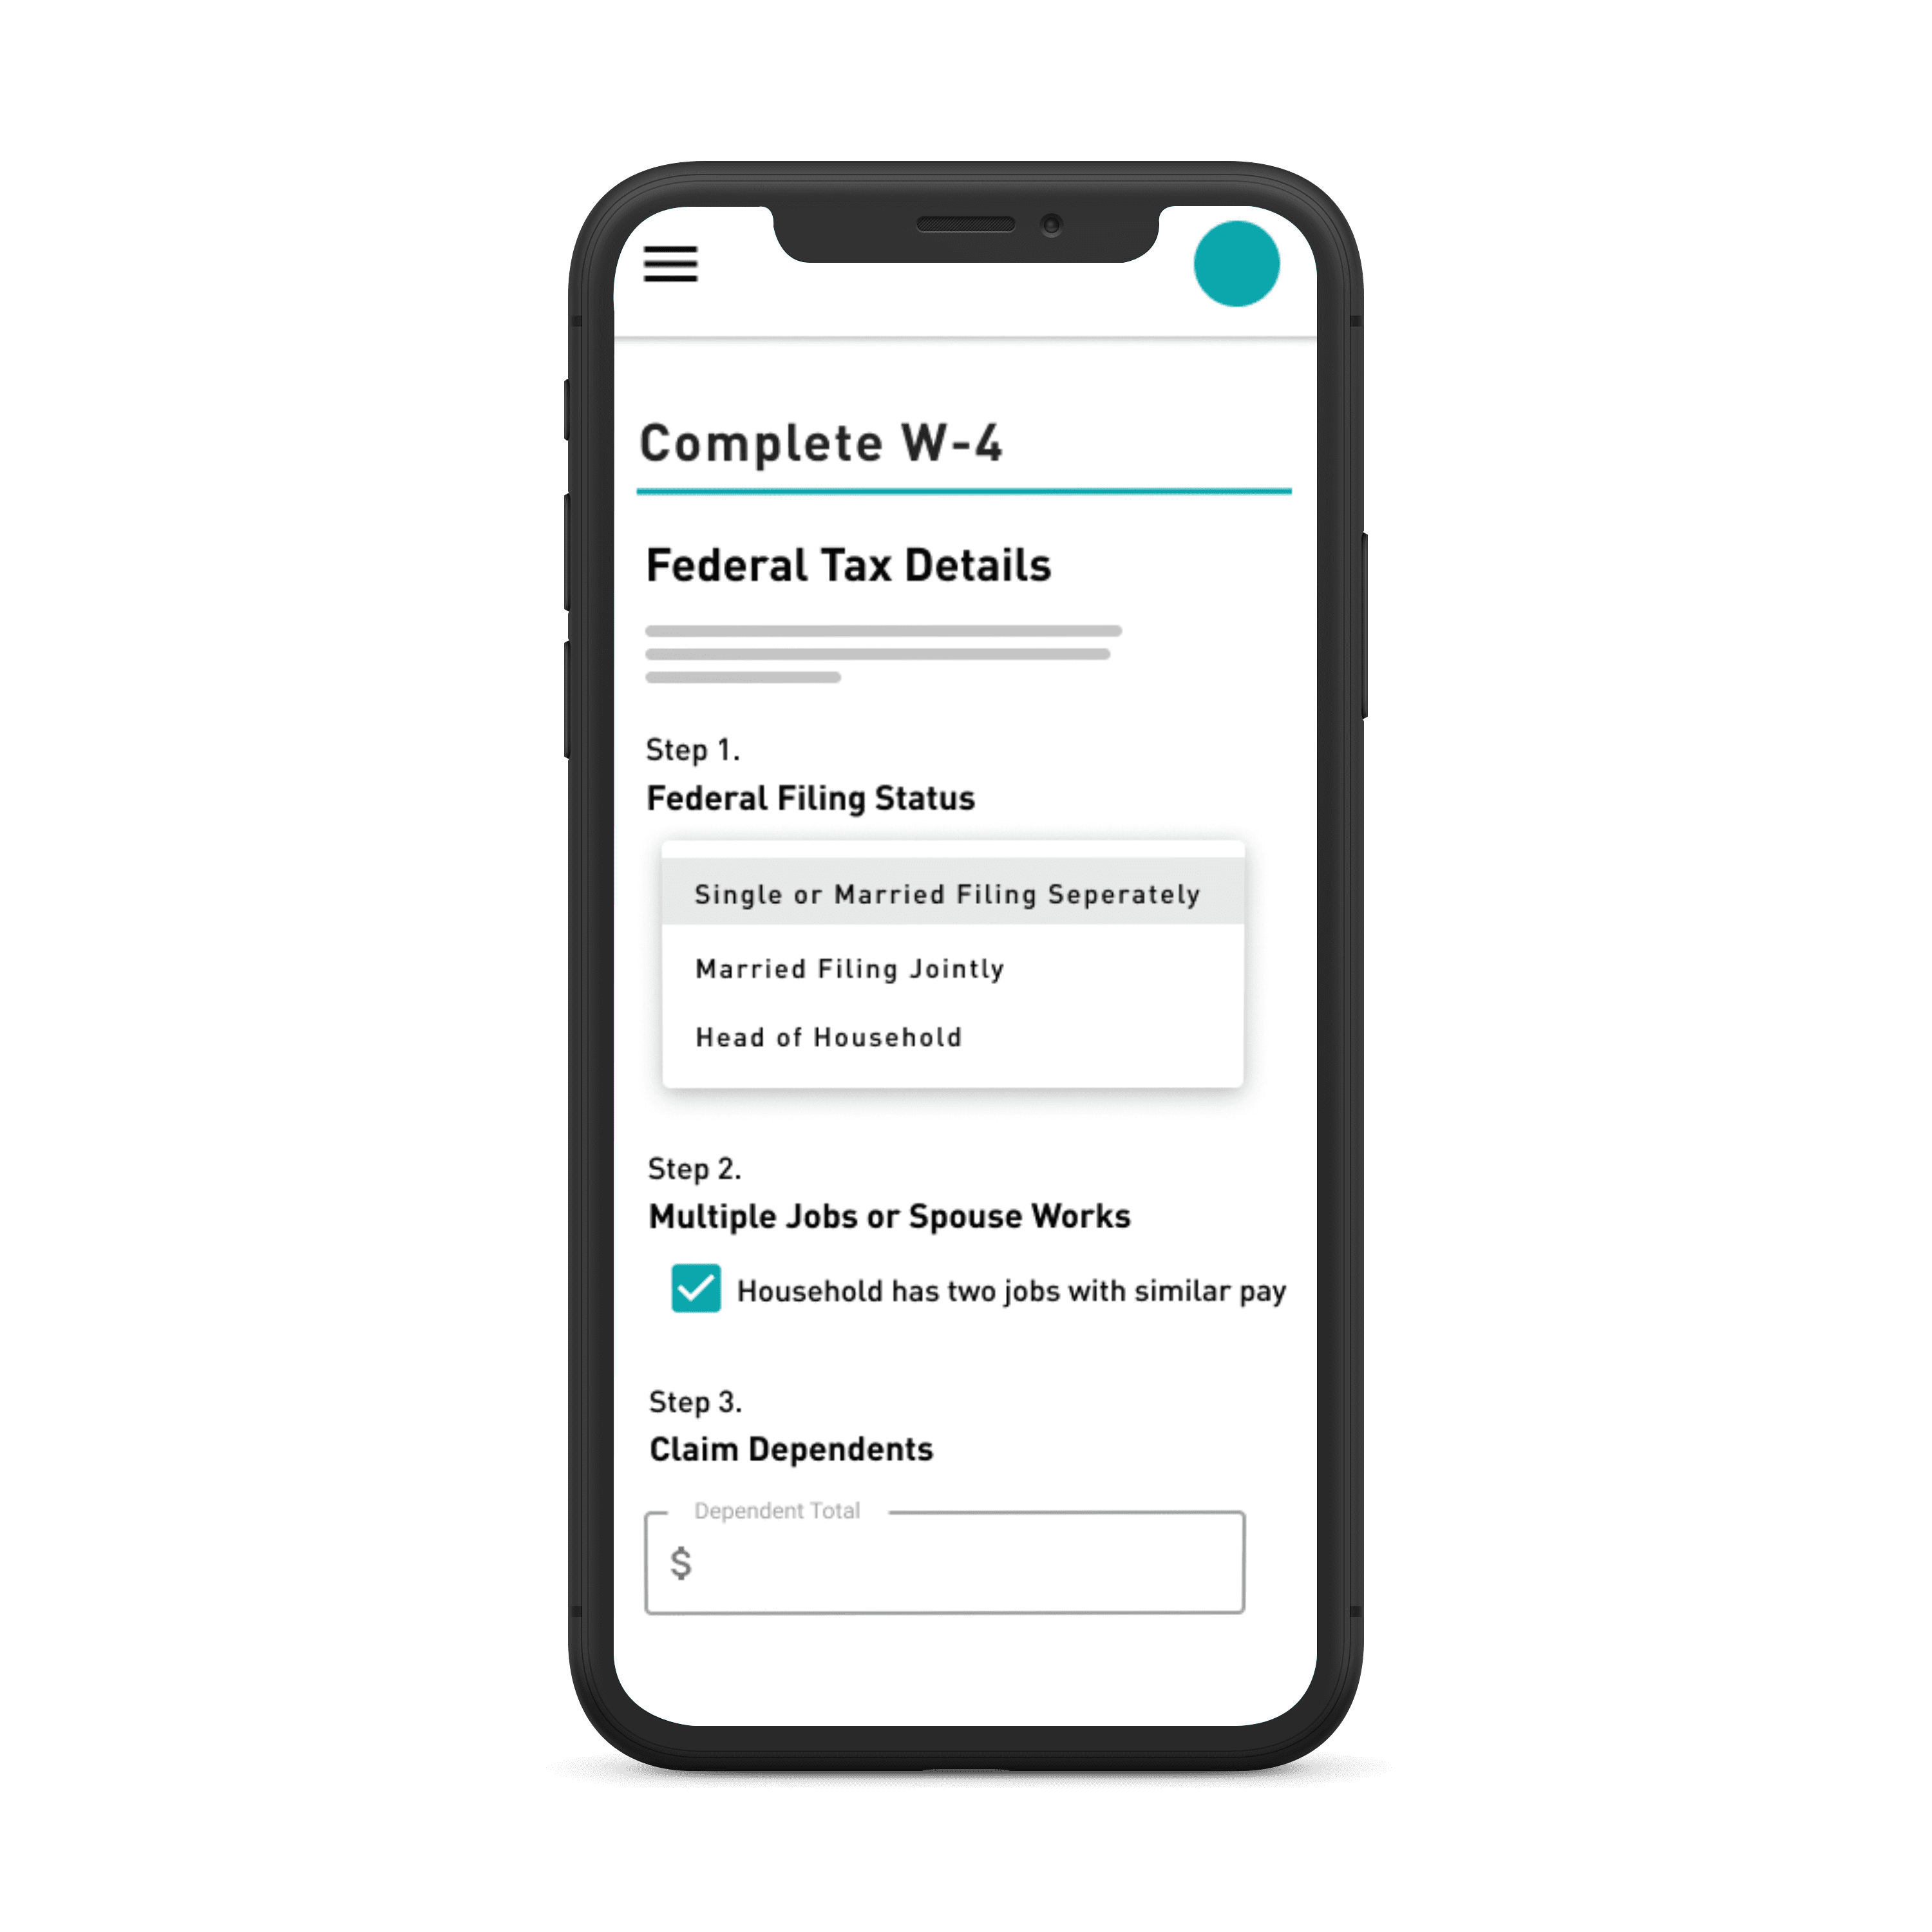 Complete W-4
Federal Tax Details
Step 1.
Federal Filing Status
Single or Married Filing Seperately
Married Filing Jointly
Head of Household
Step 2.
Multiple Jobs or Spouse Works
Household has two jobs with similar pay
Step 3.
Claim Dependents
Dependent Total
$